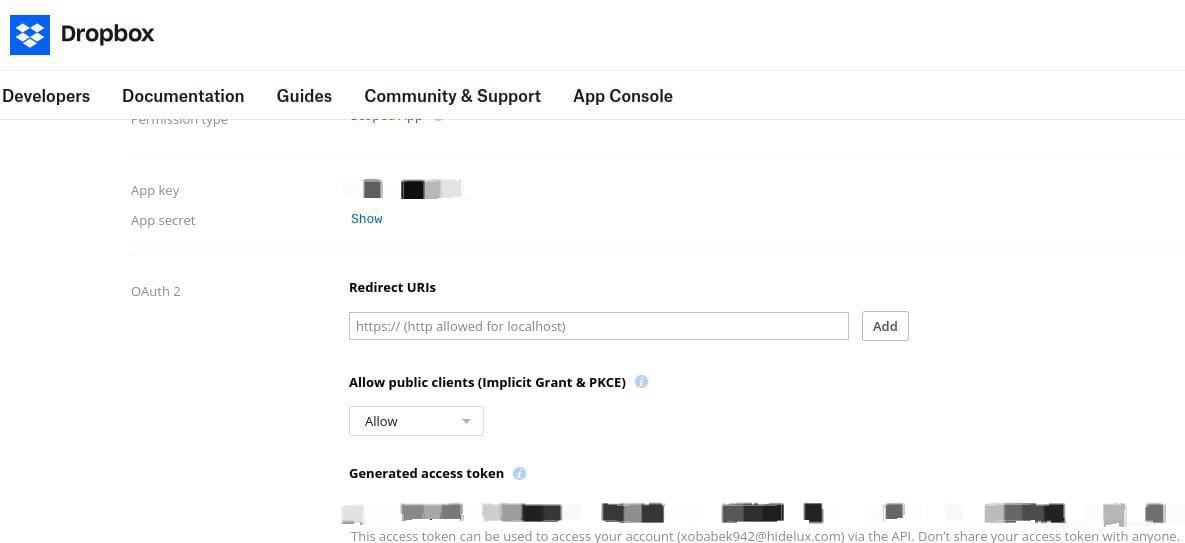 Dropbox
Developers Documentation Guides Community & Support App Console
Permission type Scoped App
App key
App secret Show
OAuth 2 Redirect URIs
https:// (http allowed for localhost) Add
Allow public clients (Implicit Grant & PKCE)
Allow
Generated access token
This access token can be used to access your account (xobabek942@hidelux.com) via the API. Don't share your access token with anyone.